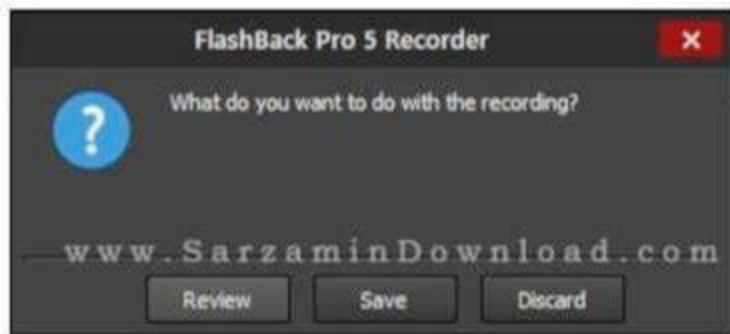 FlashBack Pro 5 Recorder
What do you want to do with the recording?
www.SarzaminDownload.com
Review Save Discard